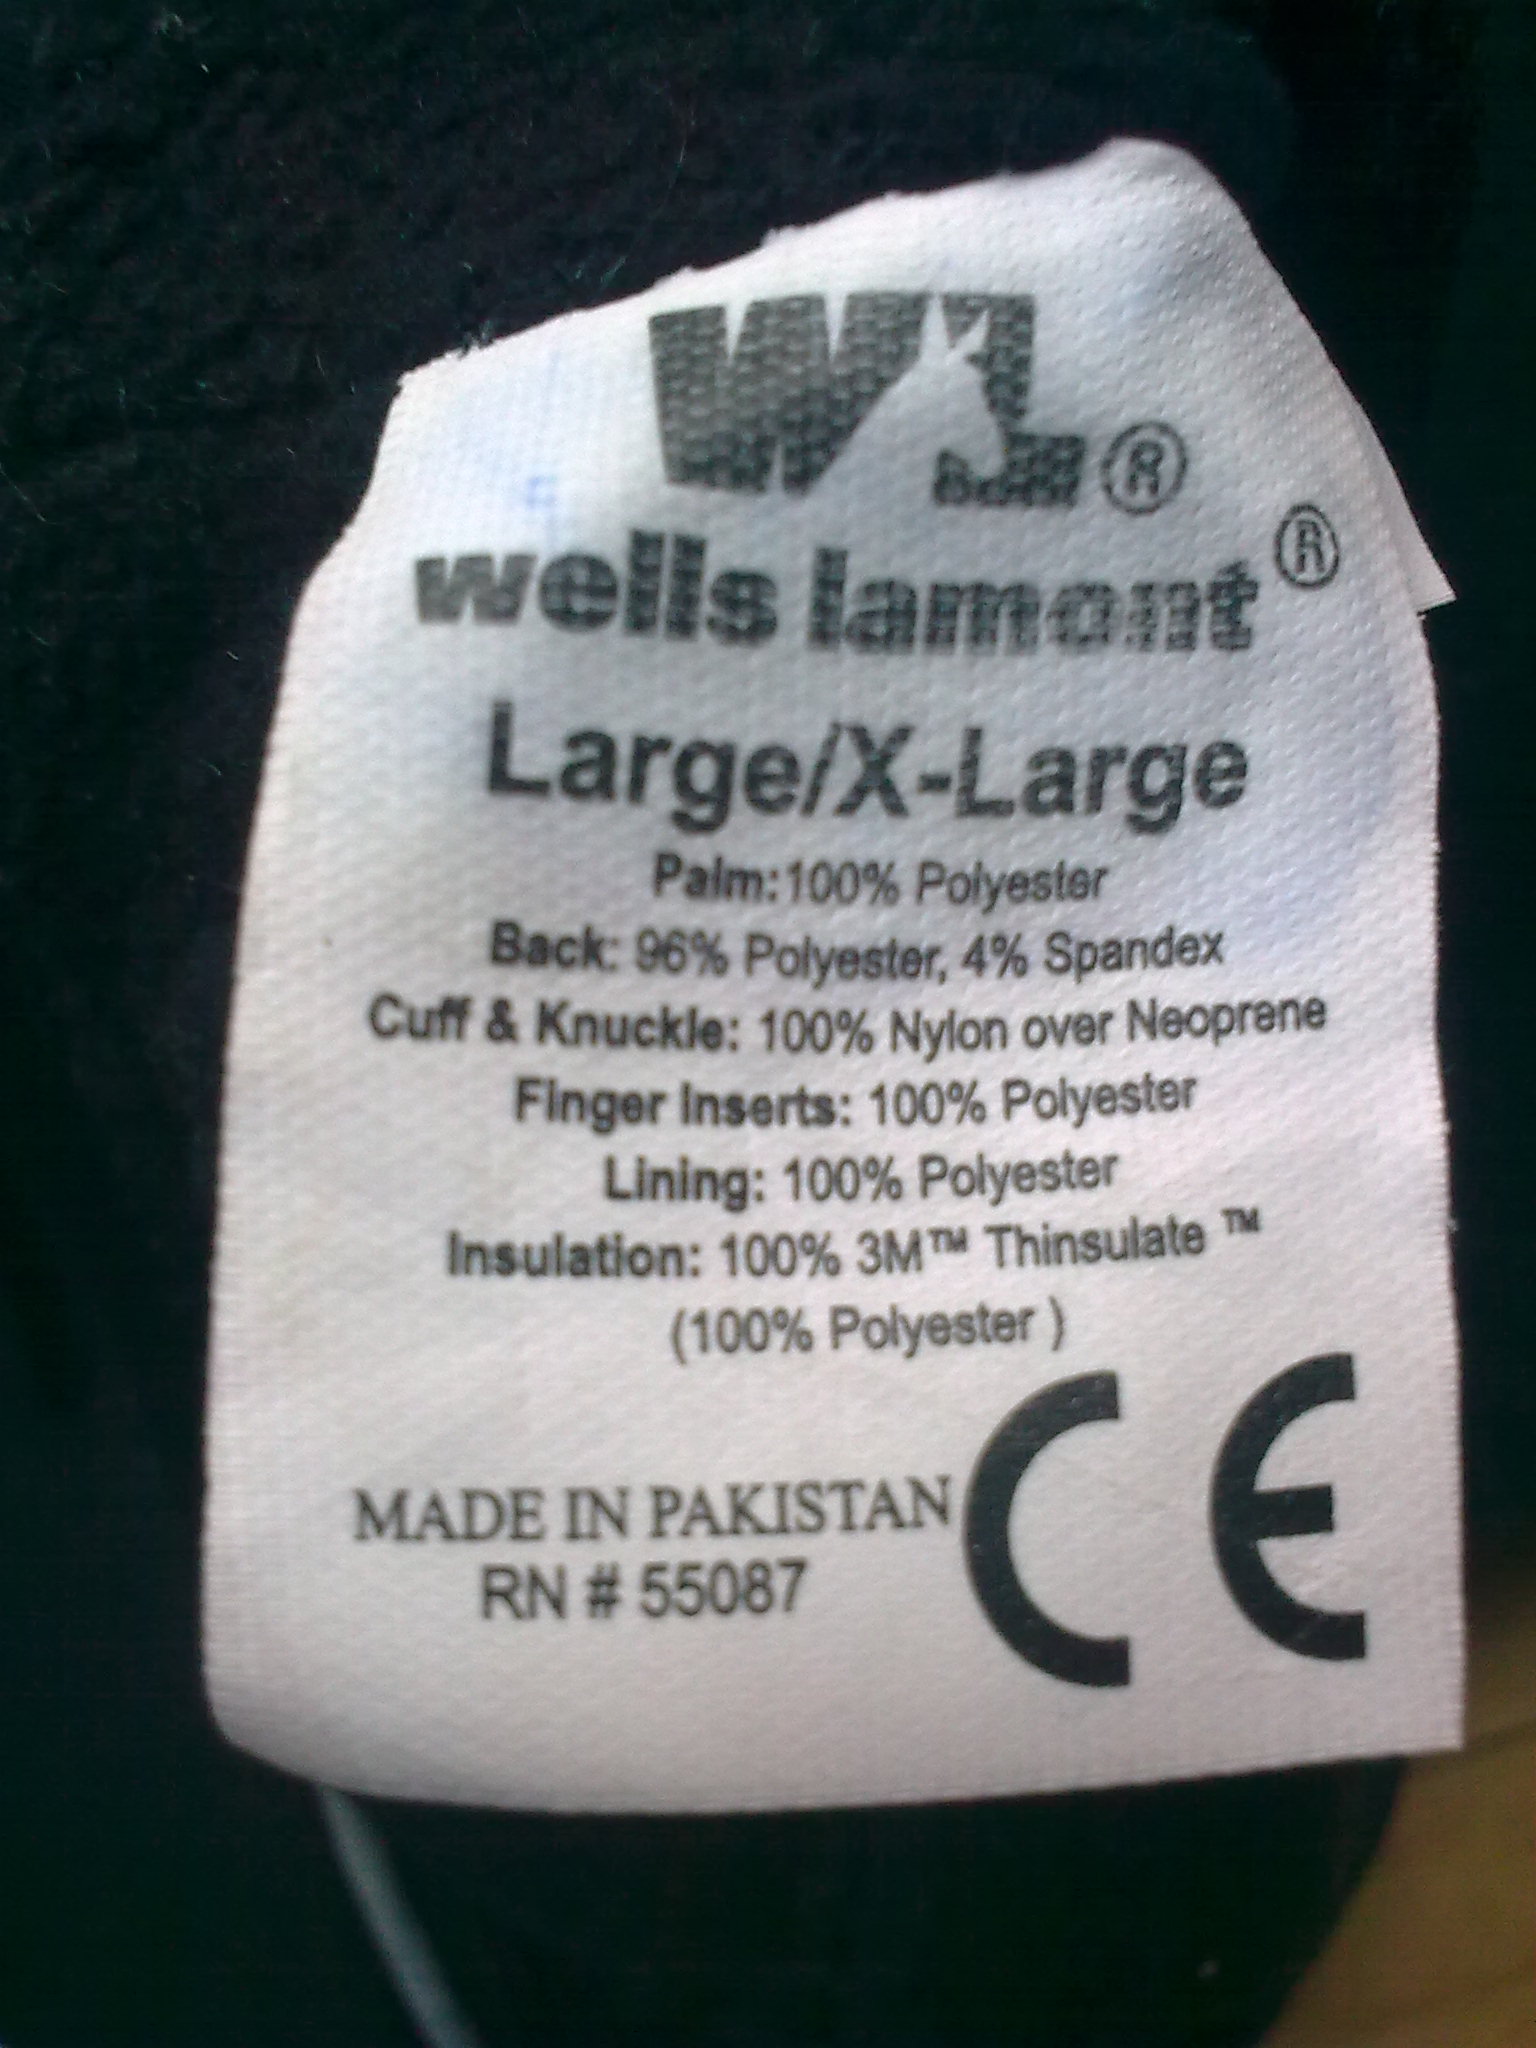 WL®
wells lamont®
Large/X-Large
Palm:100% Polyester
Back: 96% Polyester, 4% Spandex
Cuff & Knuckle: 100% Nylon over Neoprene
Finger Inserts: 100% Polyester
Lining: 100% Polyester
Insulation: 100% 3M™ Thinsulate ™
(100% Polyester )
MADE IN PAKISTAN
RN # 55087
CE